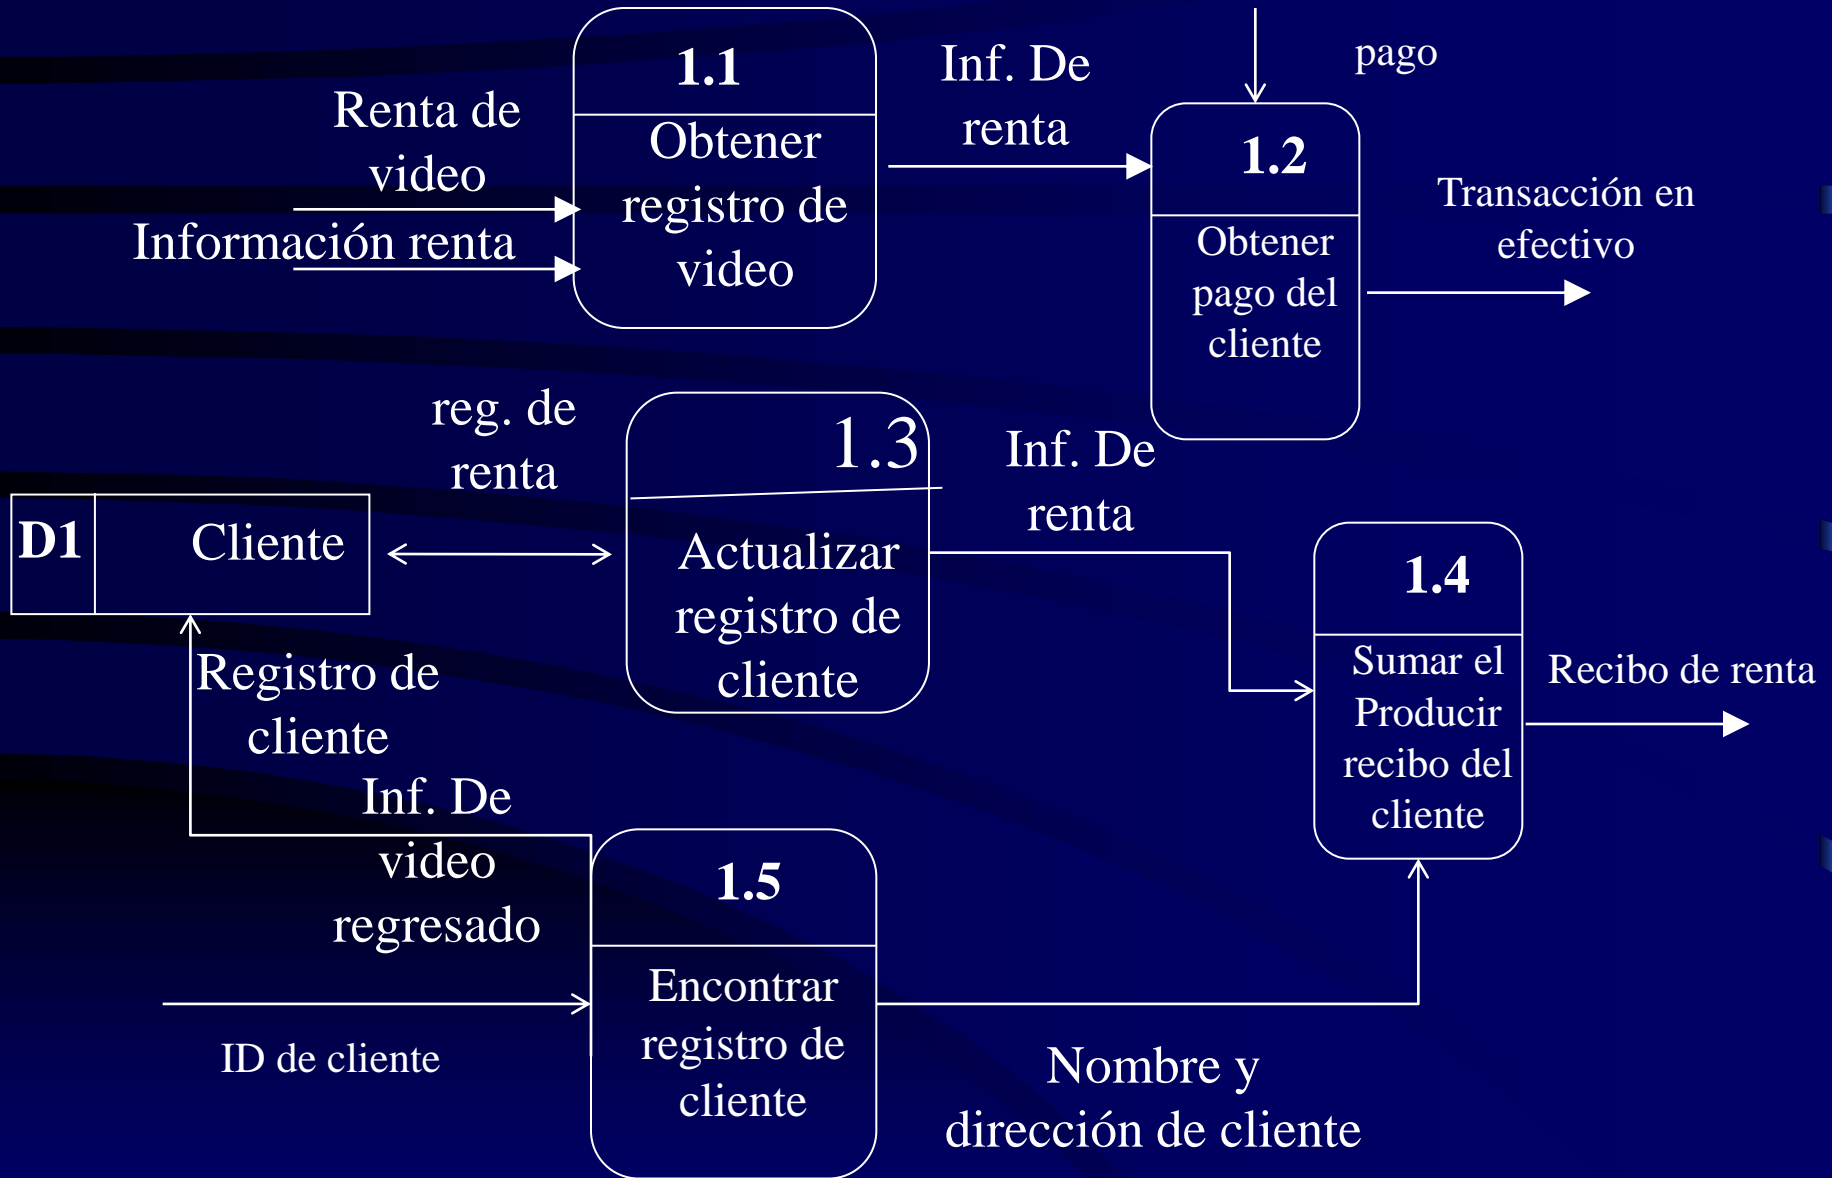 1.1
Obtener
registro de
video
Renta de
video
Información renta
Inf. De
renta
pago
1.2
Obtener
pago del
cliente
Transacción en
efectivo
reg. de
renta
D1 Cliente
1.3
Actualizar
registro de
cliente
Inf. De
renta
1.4
Sumar el
Producir
recibo del
cliente
Recibo de renta
Registro de
cliente
Inf. De
video
regresado
1.5
Encontrar
registro de
cliente
ID de cliente
Nombre y
dirección de cliente